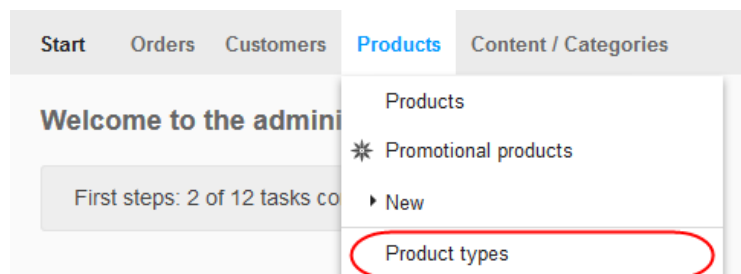 Start Orders Customers Products Content / Categories
Products
Welcome to the admini
Promotional products
First steps: 2 of 12 tasks co
New
Product types